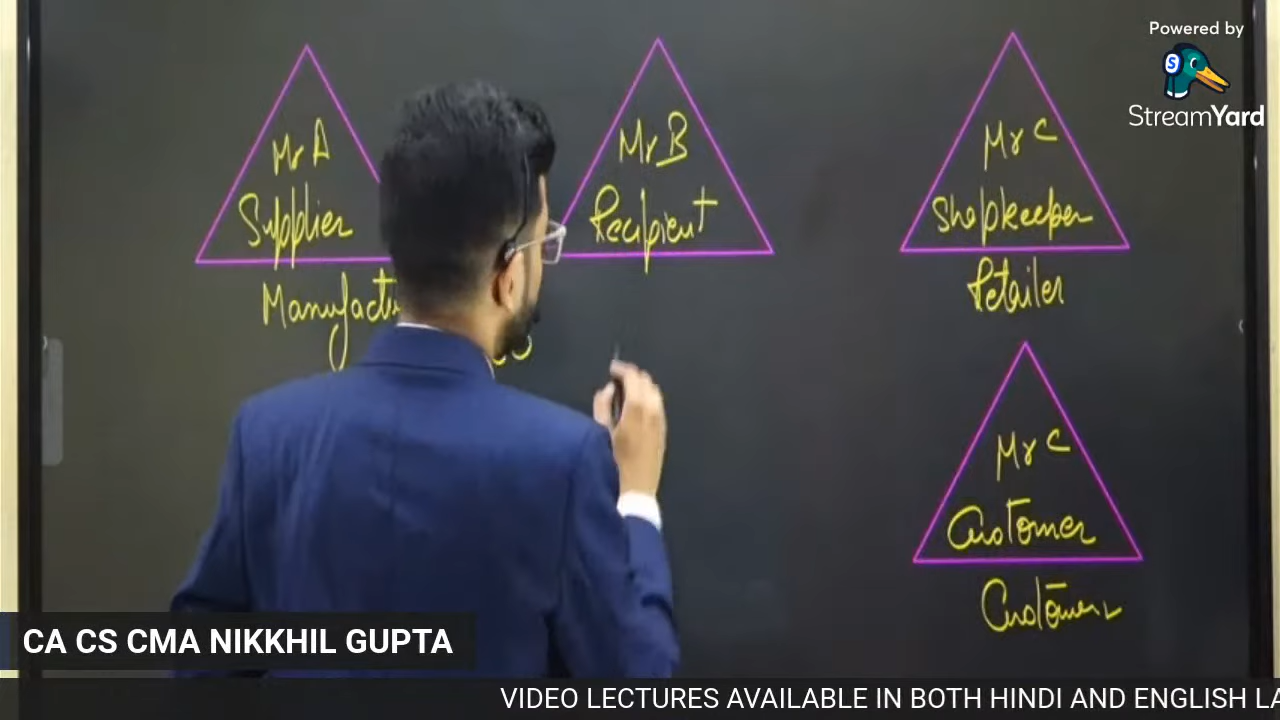 Powered by
S
StreamYard
Mr A
Supplier
Mr B
Recipient
Mr C
Shopkeeper
Retailer
Mr C
Customer
Customer
CA CS CMA NIKKHIL GUPTA
VIDEO LECTURES AVAILABLE IN BOTH HINDI AND ENGLISH